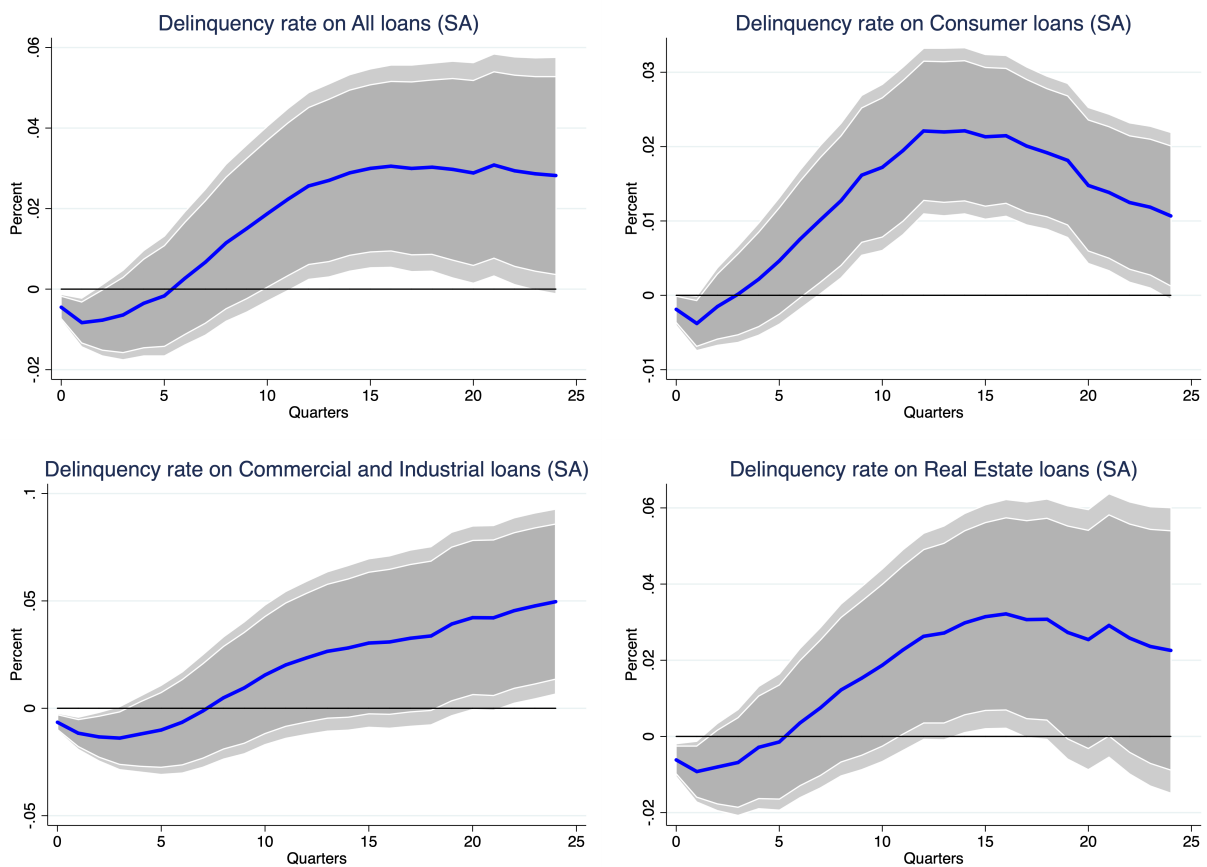 Delinquency rate on All loans (SA)
.06
.04
.02
0
-.02
Percent
0 5 10 15 20 25
Quarters
Delinquency rate on Consumer loans (SA)
.03
.02
.01
0
-.01
Percent
0 5 10 15 20 25
Quarters
Delinquency rate on Commercial and Industrial loans (SA)
.1
.05
0
-.05
Percent
0 5 10 15 20 25
Quarters
Delinquency rate on Real Estate loans (SA)
.06
.04
.02
0
-.02
Percent
0 5 10 15 20 25
Quarters